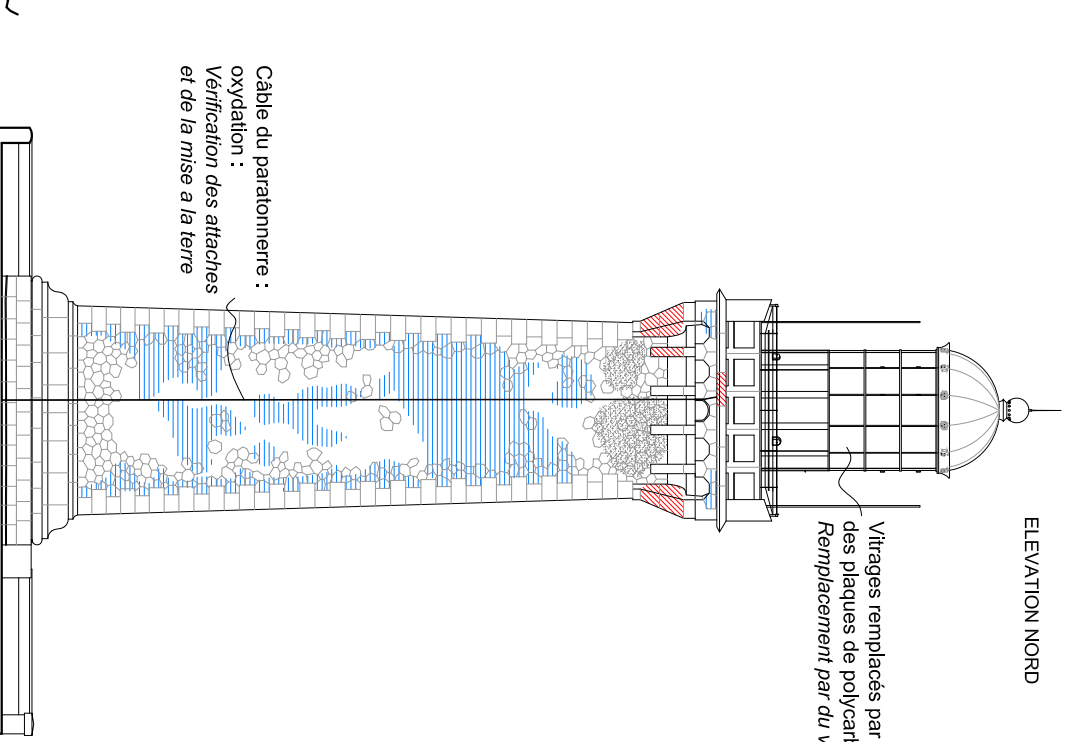 ELEVATION NORD
Vitrages remplacés par
des plaques de
Remplacement par du
Câble du paratonnerre :
oxydation :
Vérification des attaches
et de la mise a la terre